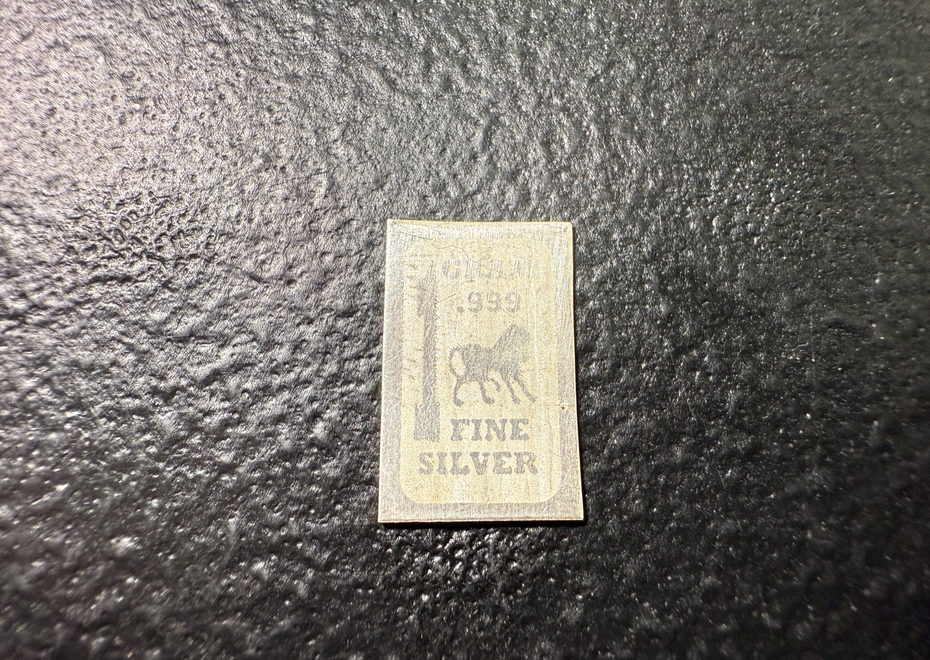 1 GRAM
.999
FINE
SILVER